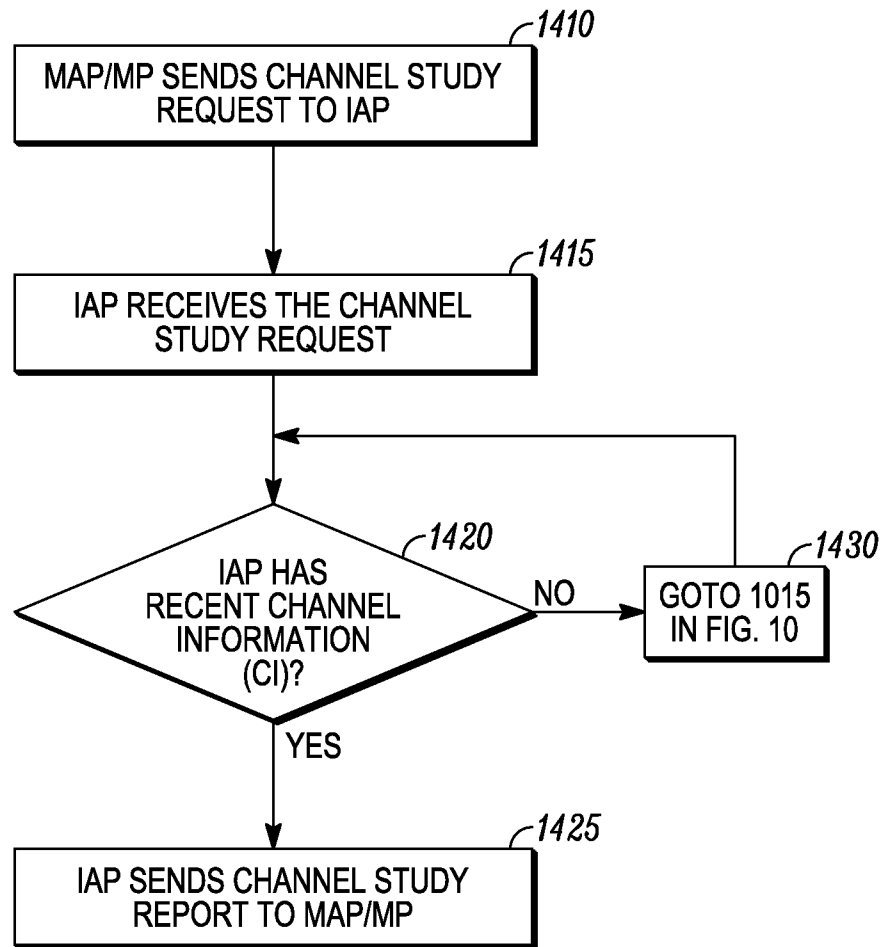 1410
MAP/MP SENDS CHANNEL STUDY
REQUEST TO IAP
1415
IAP RECEIVES THE CHANNEL
STUDY REQUEST
1420
IAP HAS
RECENT CHANNEL
INFORMATION
(CI)?
NO
1430
GOTO 1015
IN FIG. 10
YES
1425
IAP SENDS CHANNEL STUDY
REPORT TO MAP/MP